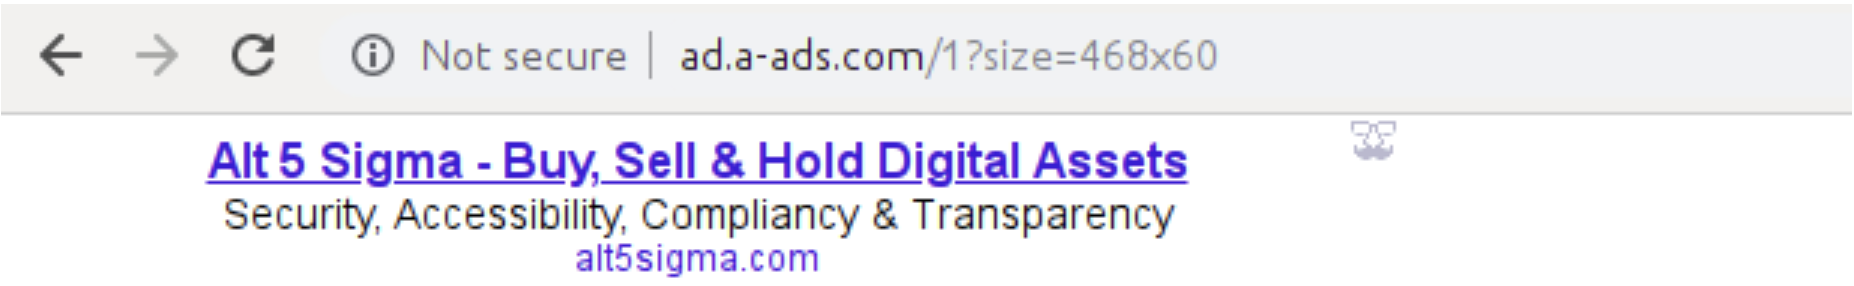 Not secure | ad.a-ads.com/1?size=468x60
Alt 5 Sigma - Buy, Sell & Hold Digital Assets
Security, Accessibility, Compliancy & Transparency
alt5sigma.com